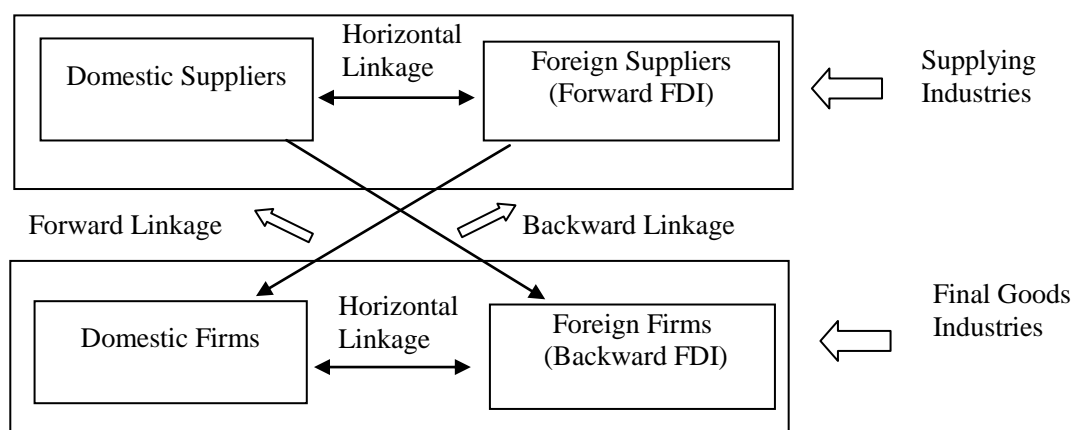 Horizontal
Linkage
Domestic Suppliers
Foreign Suppliers
(Forward FDI)
Supplying
Industries
Forward Linkage
Backward Linkage
Horizontal
Linkage
Domestic Firms
Foreign Firms
(Backward FDI)
Final Goods
Industries